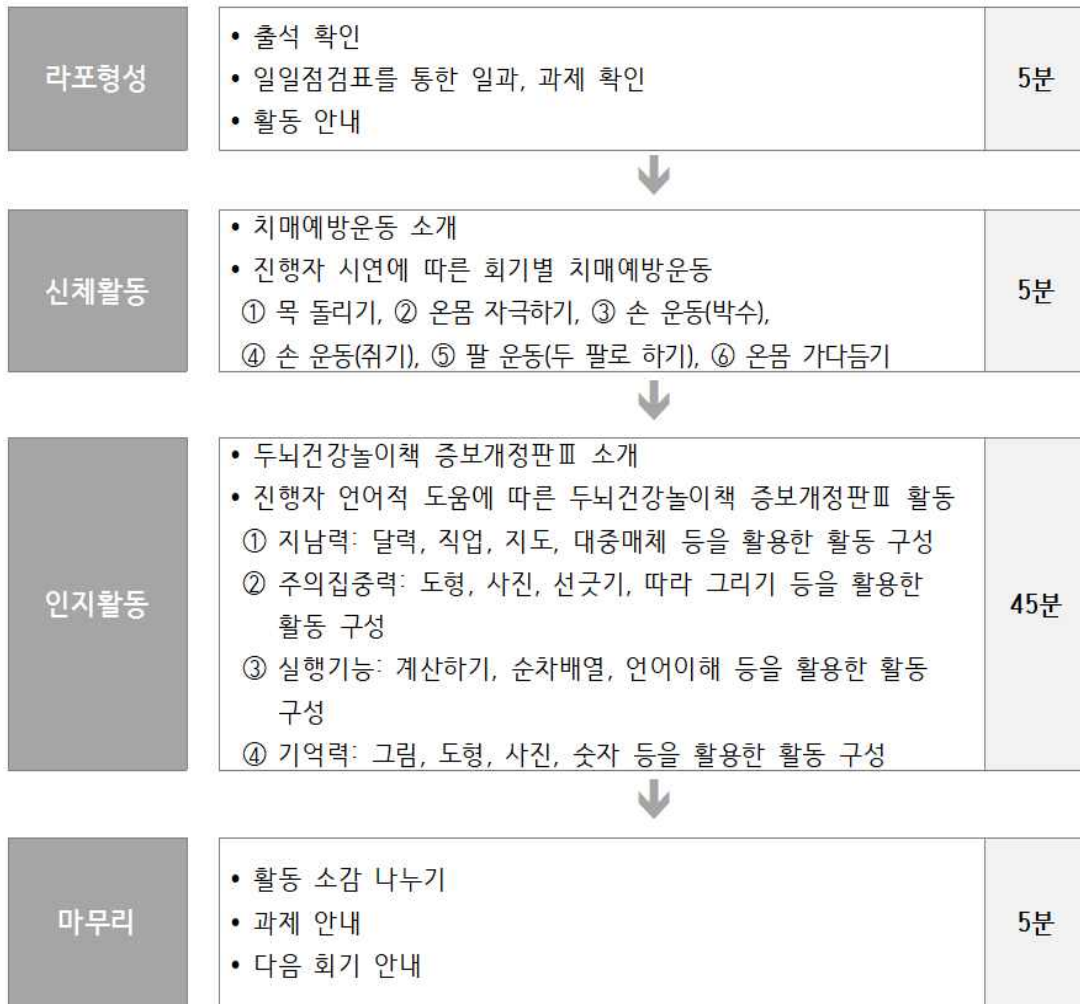 라포형성
• 출석 확인
• 일일점검표를 통한 일과, 과제 확인
• 활동 안내
5분
신체활동
• 치매예방운동 소개
• 진행자 시연에 따른 회기별 치매예방운동
① 목 돌리기, ② 온몸 자극하기, ③ 손 운동(박수),
④ 손 운동(쥐기), ⑤ 팔 운동(두 팔로 하기), ⑥ 온몸 가다듬기
5분
인지활동
• 두뇌건강놀이책 증보개정판Ⅲ 소개
• 진행자 언어적 도움에 따른 두뇌건강놀이책 증보개정판Ⅲ 활동
① 지남력: 달력, 직업, 지도, 대중매체 등을 활용한 활동 구성
② 주의집중력: 도형, 사진, 선긋기, 따라 그리기 등을 활용한
활동 구성
③ 실행기능: 계산하기, 순차배열, 언어이해 등을 활용한 활동
구성
④ 기억력: 그림, 도형, 사진, 숫자 등을 활용한 활동 구성
45분
마무리
• 활동 소감 나누기
• 과제 안내
• 다음 회기 안내
5분